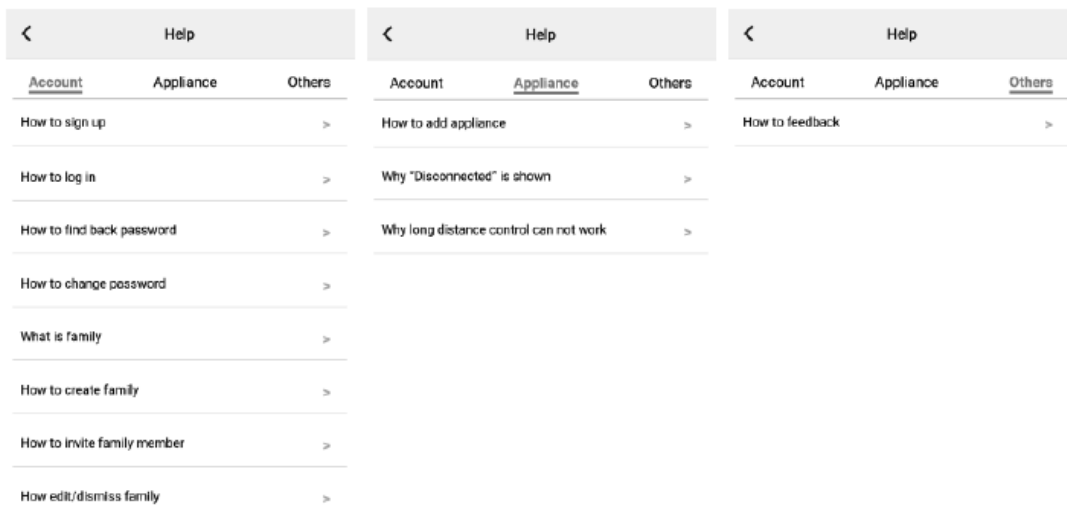 Help
Account Appliance Others
How to sign up >
How to log in >
How to find back password >
How to change password >
What is family >
How to create family >
How to invite family member >
How edit/dismiss family >
Help
Account Appliance Others
How to add appliance >
Why "Disconnected" is shown >
Why long distance control can not work >
Help
Account Appliance Others
How to feedback >